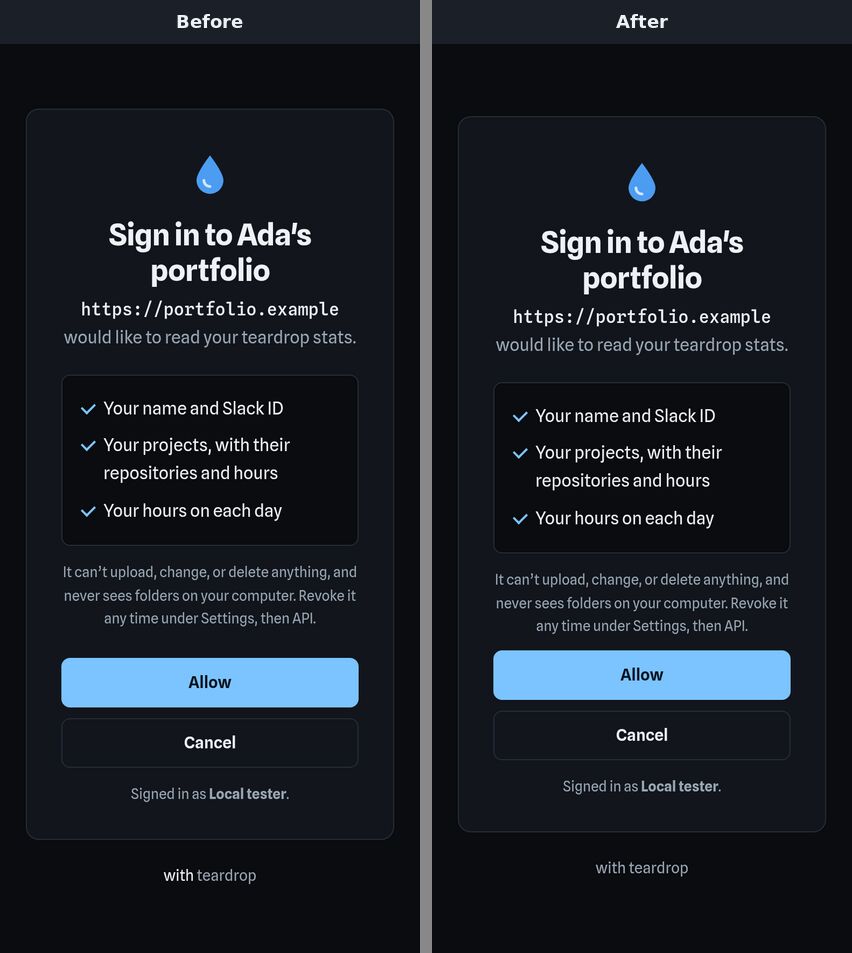 Before
Sign in to Ada's
portfolio
https://portfolio.example
would like to read your teardrop stats.
Your name and Slack ID
Your projects, with their
repositories and hours
Your hours on each day
It can’t upload, change, or delete anything, and
never sees folders on your computer. Revoke it
any time under Settings, then API.
Allow
Cancel
Signed in as Local tester.
with teardrop
After
Sign in to Ada's
portfolio
https://portfolio.example
would like to read your teardrop stats.
Your name and Slack ID
Your projects, with their
repositories and hours
Your hours on each day
It can’t upload, change, or delete anything, and
never sees folders on your computer. Revoke it
any time under Settings, then API.
Allow
Cancel
Signed in as Local tester.
with teardrop